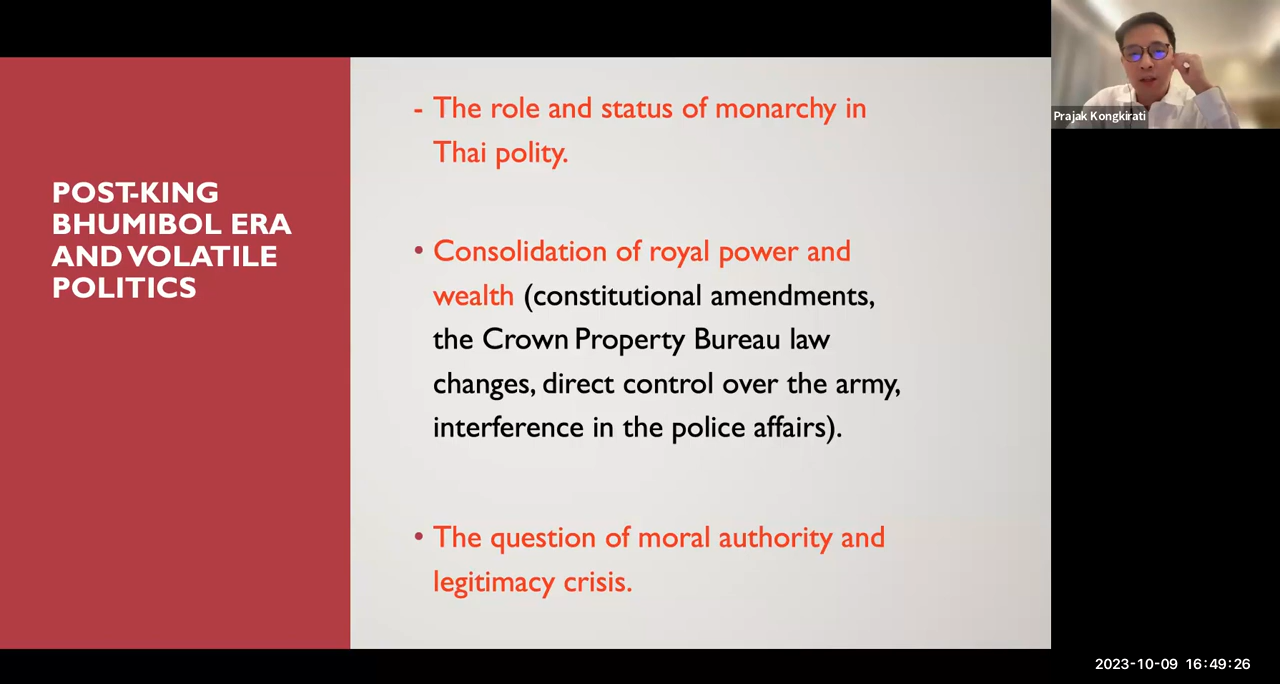 POST-KING
BHUMIBOL ERA
AND VOLATILE
POLITICS
- The role and status of monarchy in
Thai polity.
• Consolidation of royal power and
wealth (constitutional amendments,
the Crown Property Bureau law
changes, direct control over the army,
interference in the police affairs).
• The question of moral authority and
legitimacy crisis.
Prajak Kongkirati
2023-10-09 16:49:26